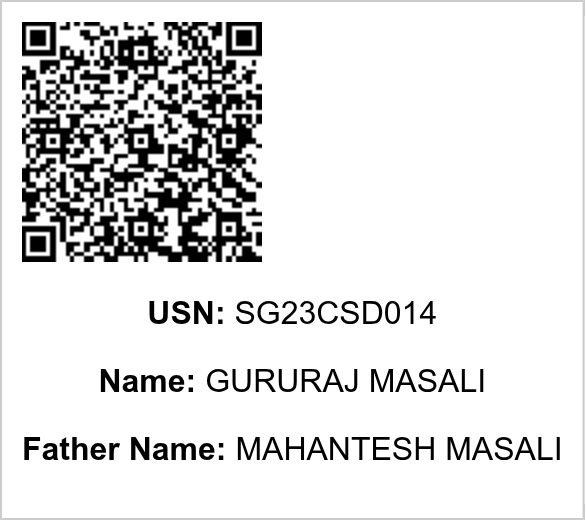 USN: SG23CSD014
Name: GURURAJ MASALI
Father Name: MAHANTESH MASALI